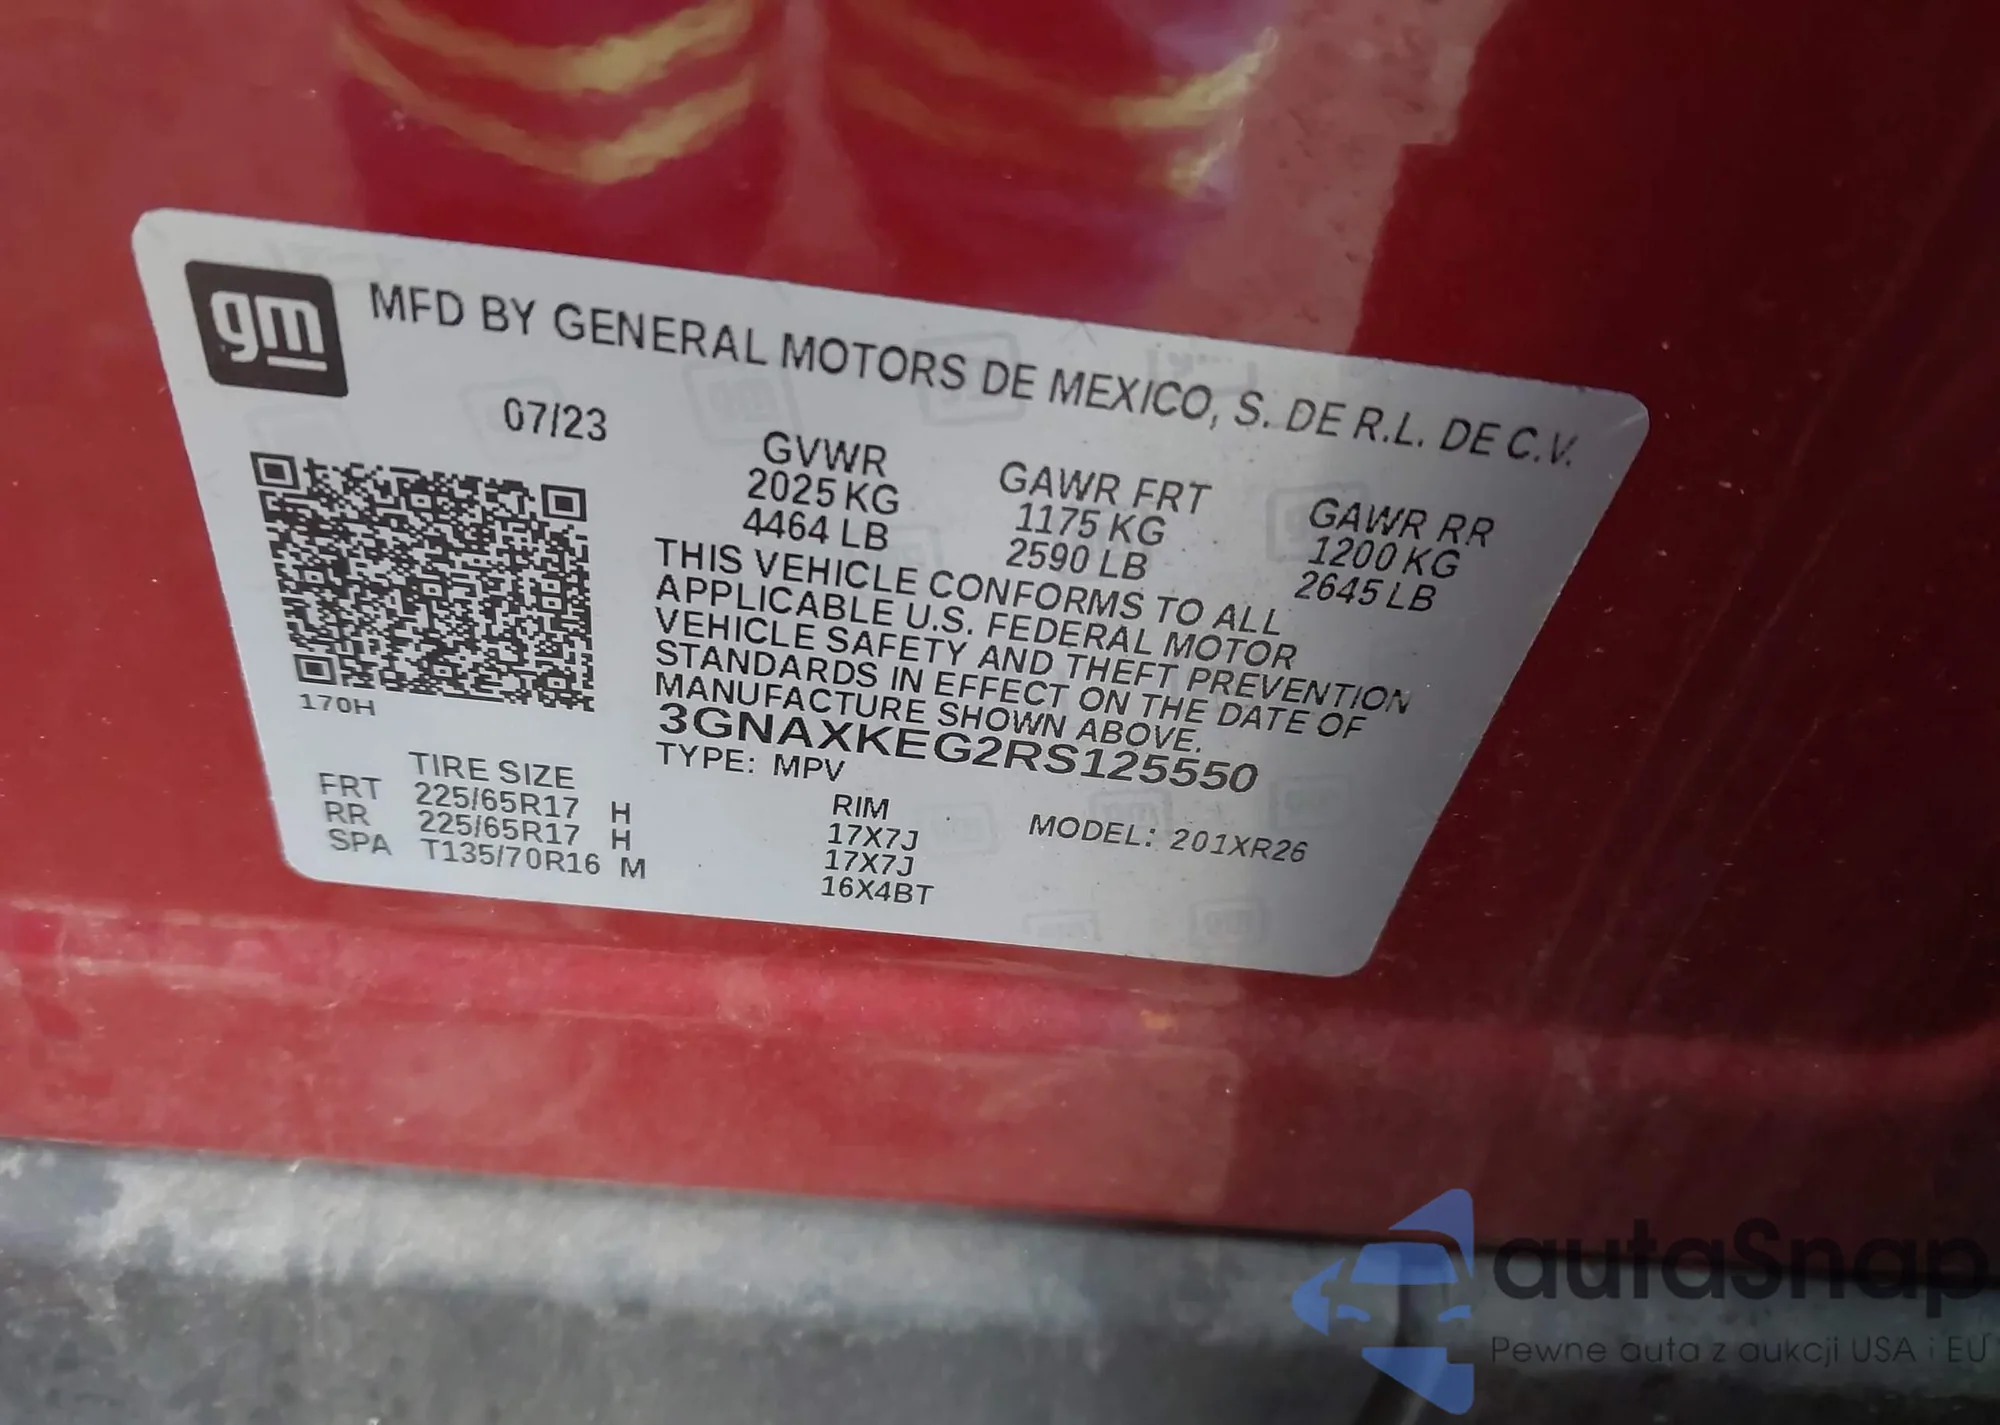 gm
MFD BY GENERAL MOTORS DE MEXICO, S. DE R.L. DE C.V.
07/23
GVWR GAWR FRT GAWR RR
2025 KG 1175 KG 1200 KG
4464 LB 2590 LB 2645 LB
THIS VEHICLE CONFORMS TO ALL
APPLICABLE U.S. FEDERAL MOTOR
VEHICLE SAFETY AND THEFT PREVENTION
STANDARDS IN EFFECT ON THE DATE OF
MANUFACTURE SHOWN ABOVE.
3GNAXKEG2RS125550
TYPE: MPV
170H
TIRE SIZE RIM MODEL: 201XR26
FRT 225/65R17 H 17X7J
RR 225/65R17 H 17X7J
SPA T135/70R16 M 16X4BT
autaSnap
Pewne auta z aukcji USA i EU